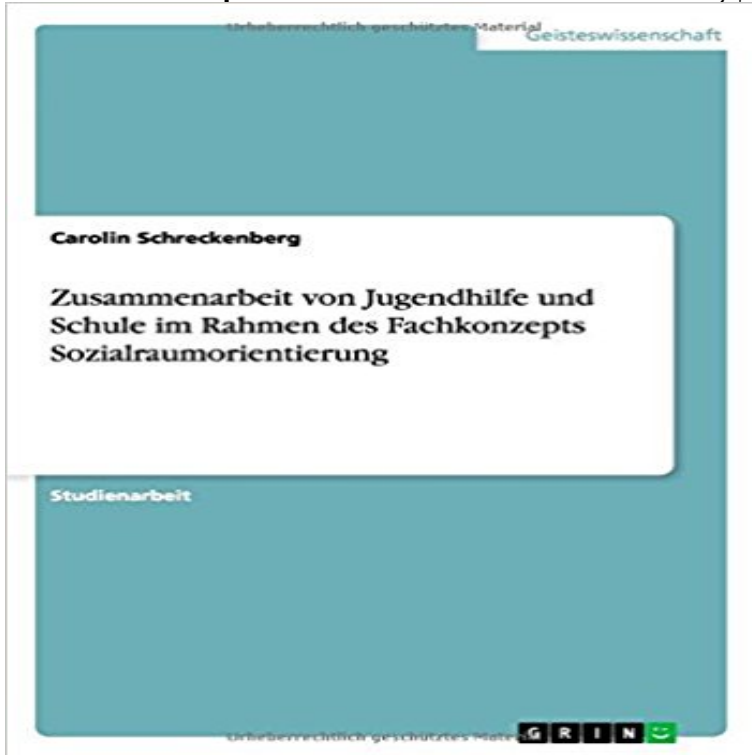 Urheberrechtlich geschütztes Material
Geisteswissenschaft
Carolin Schreckenberg
Zusammenarbeit von Jugendhilfe und
Schule im Rahmen des Fachkonzepts
Sozialraumorientierung
Studienarbeit
Urheberrechtlich geschütztes
GRIN